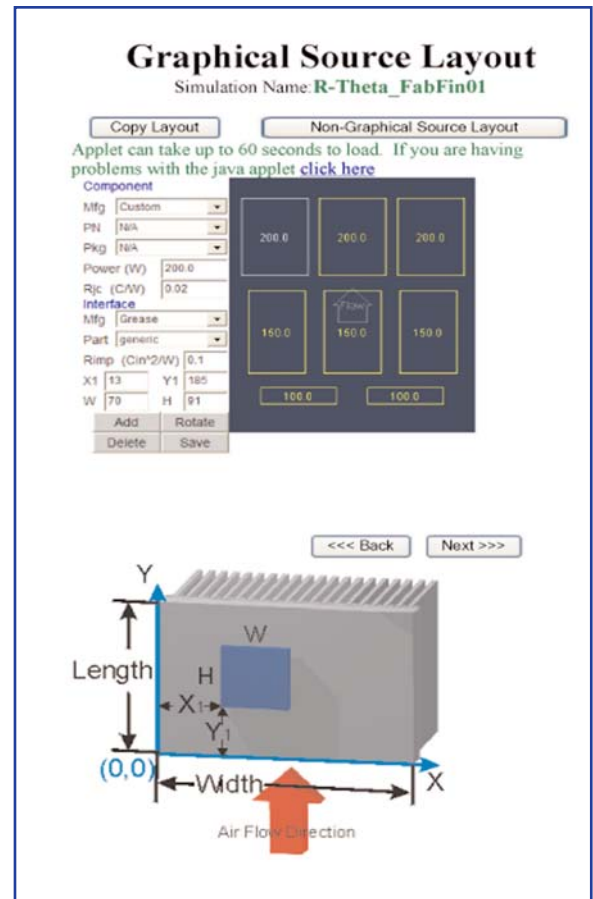 Graphical Source Layout
Simulation Name:R-Theta_FabFin01
Copy Layout
Non-Graphical Source Layout
Applet can take up to 60 seconds to load. If you are having
problems with the java applet click here
Component
Mfg Custom
PN N/A
Pkg N/A
Power (W) 200.0
Rjc (C/W) 0.02
Interface
Mfg Grease
Part generic
Rimp (Cin^2/W) 0.1
X1 13 Y1 185
W 70 H 91
Add Rotate
Delete Save
200.0 200.0 200.0
Flow
150.0 150.0 150.0
100.0 100.0
<<< Back Next >>>
Y
W
Length
H
X1
Y1
(0,0)
Width
X
Air Flow Direction